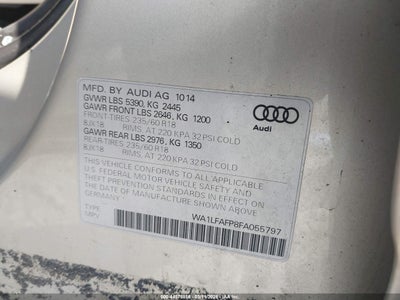 MFD. BY AUDI AG 10 14
GVWR LBS 5390, KG 2445
GAWR FRONT LBS 2646, KG 1200
FRONT-TIRES 235/60 R18
8JX18 RIMS, AT 220 KPA 32 PSI COLD
GAWR REAR LBS 2976, KG 1350
REAR TIRES 235/60 R18
8JX18 RIMS, AT 220 KPA 32 PSI COLD
THIS VEHICLE CONFORMS TO ALL APPLICABLE
U.S. FEDERAL MOTOR VEHICLE SAFETY AND
THEFT PREVENTION STANDARDS IN EFFECT ON
THE DATE OF MANUFACTURE SHOWN ABOVE.
GERMANY
TYPE: WA1LFAFP8FA055797
MPV
Audi